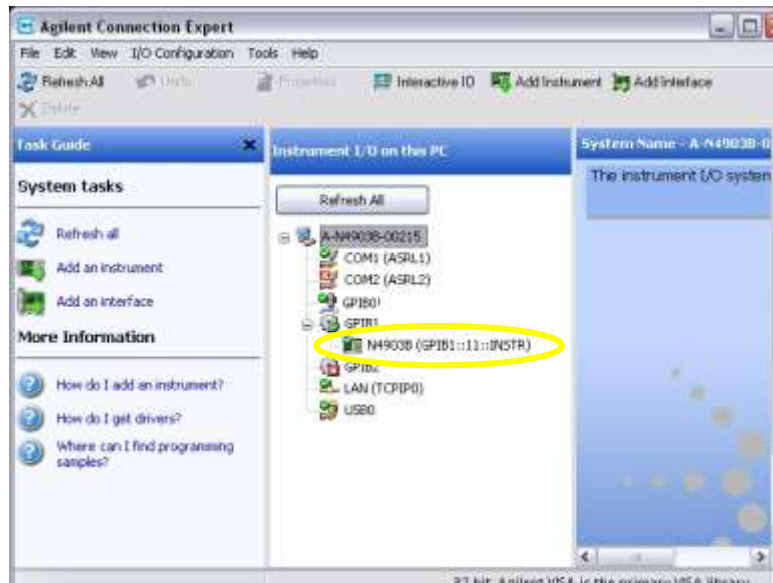 Agilent Connection Expert
File Edit View I/O Configuration Tools Help
Refresh All Undo Properties Interactive IO Add Instrument Add Interface
Delete
Task Guide
Instrument I/O on this PC
System Name - A-N4903B-0
System tasks
Refresh all
Add an instrument
Add an interface
More Information
How do I add an instrument?
How do I get drivers?
Where can I find programming
samples?
Refresh All
A-N4903B-00215
COM1 (ASRL1)
COM2 (ASRL2)
GPIB0
GPIB1
N4903B (GPIB1::11::INSTR)
GPIB2
LAN (TCPIP0)
USB0
The instrument I/O system
32 bit Agilent VISA is the primary VISA library